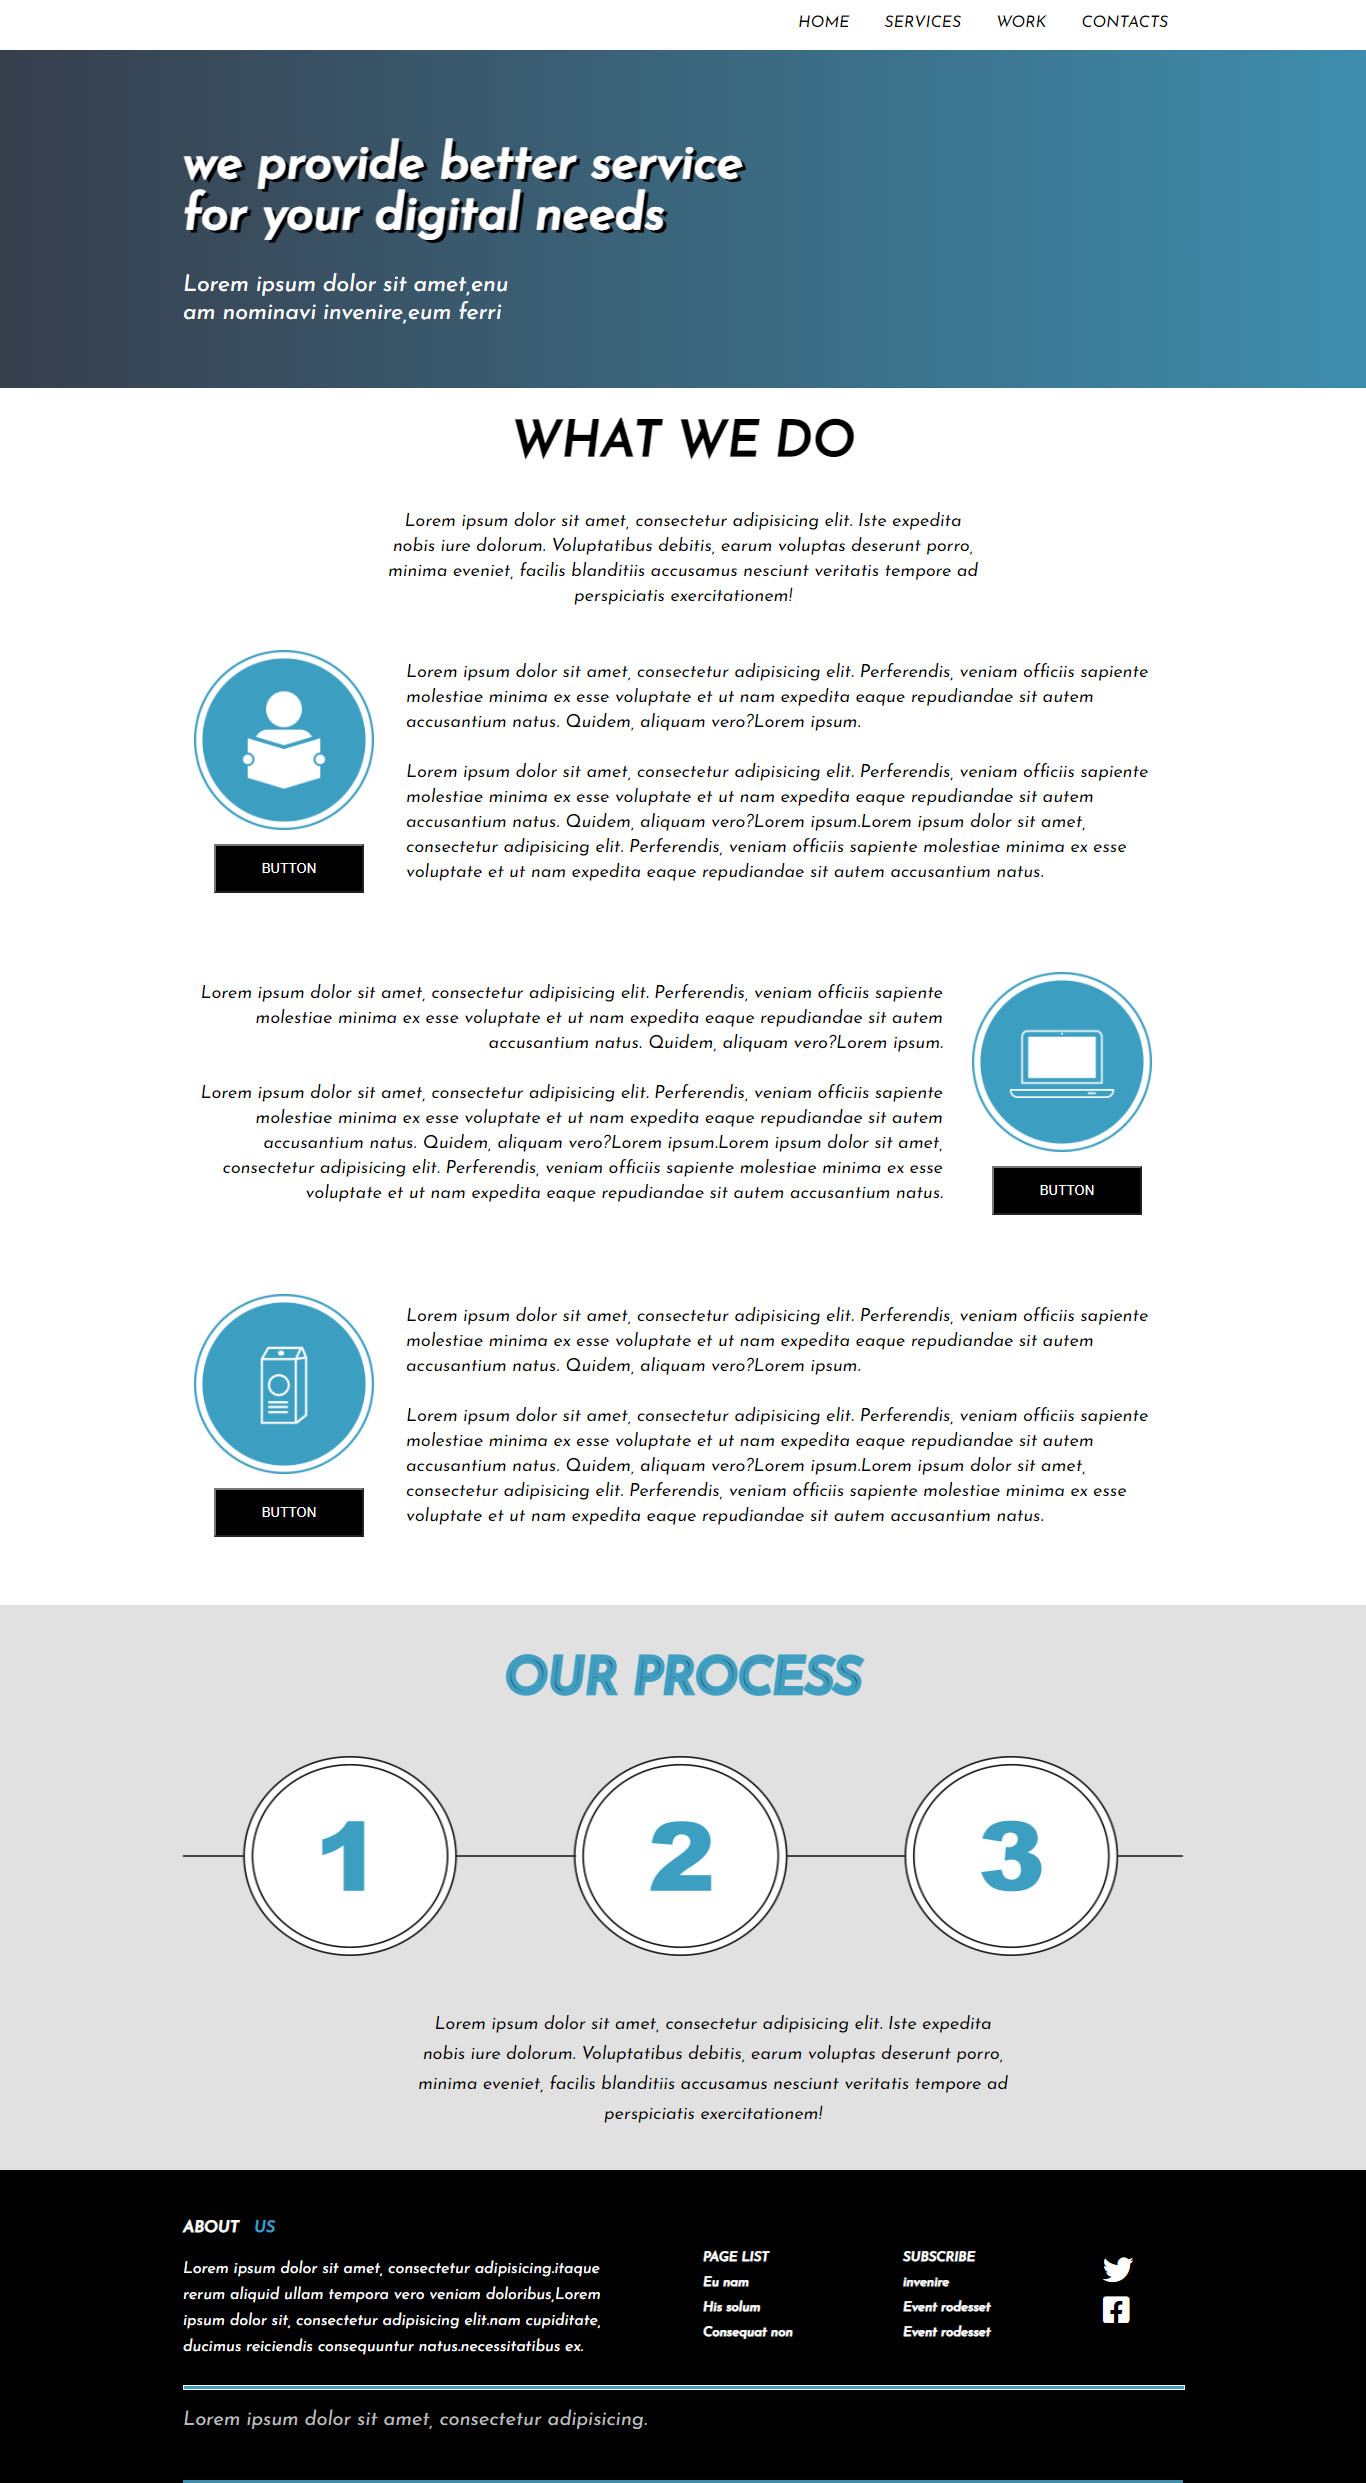 HOME SERVICES WORK CONTACTS
we provide better service
for your digital needs
Lorem ipsum dolor sit amet,enu
am nominavi invenire,eum ferri
WHAT WE DO
Lorem ipsum dolor sit amet, consectetur adipisicing elit. Iste expedita
nobis iure dolorum. Voluptatibus debitis, earum voluptas deserunt porro,
minima eveniet, facilis blanditiis accusamus nesciunt veritatis tempore ad
perspiciatis exercitationem!
Lorem ipsum dolor sit amet, consectetur adipisicing elit. Perferendis, veniam officiis sapiente
molestiae minima ex esse voluptate et ut nam expedita eaque repudiandae sit autem
accusantium natus. Quidem, aliquam vero?Lorem ipsum.
Lorem ipsum dolor sit amet, consectetur adipisicing elit. Perferendis, veniam officiis sapiente
molestiae minima ex esse voluptate et ut nam expedita eaque repudiandae sit autem
accusantium natus. Quidem, aliquam vero?Lorem ipsum.Lorem ipsum dolor sit amet,
consectetur adipisicing elit. Perferendis, veniam officiis sapiente molestiae minima ex esse
voluptate et ut nam expedita eaque repudiandae sit autem accusantium natus.
BUTTON
Lorem ipsum dolor sit amet, consectetur adipisicing elit. Perferendis, veniam officiis sapiente
molestiae minima ex esse voluptate et ut nam expedita eaque repudiandae sit autem
accusantium natus. Quidem, aliquam vero?Lorem ipsum.
Lorem ipsum dolor sit amet, consectetur adipisicing elit. Perferendis, veniam officiis sapiente
molestiae minima ex esse voluptate et ut nam expedita eaque repudiandae sit autem
accusantium natus. Quidem, aliquam vero?Lorem ipsum.Lorem ipsum dolor sit amet,
consectetur adipisicing elit. Perferendis, veniam officiis sapiente molestiae minima ex esse
voluptate et ut nam expedita eaque repudiandae sit autem accusantium natus.
BUTTON
Lorem ipsum dolor sit amet, consectetur adipisicing elit. Perferendis, veniam officiis sapiente
molestiae minima ex esse voluptate et ut nam expedita eaque repudiandae sit autem
accusantium natus. Quidem, aliquam vero?Lorem ipsum.
Lorem ipsum dolor sit amet, consectetur adipisicing elit. Perferendis, veniam officiis sapiente
molestiae minima ex esse voluptate et ut nam expedita eaque repudiandae sit autem
accusantium natus. Quidem, aliquam vero?Lorem ipsum.Lorem ipsum dolor sit amet,
consectetur adipisicing elit. Perferendis, veniam officiis sapiente molestiae minima ex esse
voluptate et ut nam expedita eaque repudiandae sit autem accusantium natus.
BUTTON
OUR PROCESS
1 2 3
Lorem ipsum dolor sit amet, consectetur adipisicing elit. Iste expedita
nobis iure dolorum. Voluptatibus debitis, earum voluptas deserunt porro,
minima eveniet, facilis blanditiis accusamus nesciunt veritatis tempore ad
perspiciatis exercitationem!
ABOUT US
Lorem ipsum dolor sit amet, consectetur adipisicing.itaque
rerum aliquid ullam tempora vero veniam doloribus,Lorem
ipsum dolor sit, consectetur adipisicing elit.nam cupiditate,
ducimus reiciendis consequuntur natus.necessitatibus ex.
PAGE LIST
Eu nam
His solum
Consequat non
SUBSCRIBE
invenire
Event rodesset
Event rodesset
Lorem ipsum dolor sit amet, consectetur adipisicing.